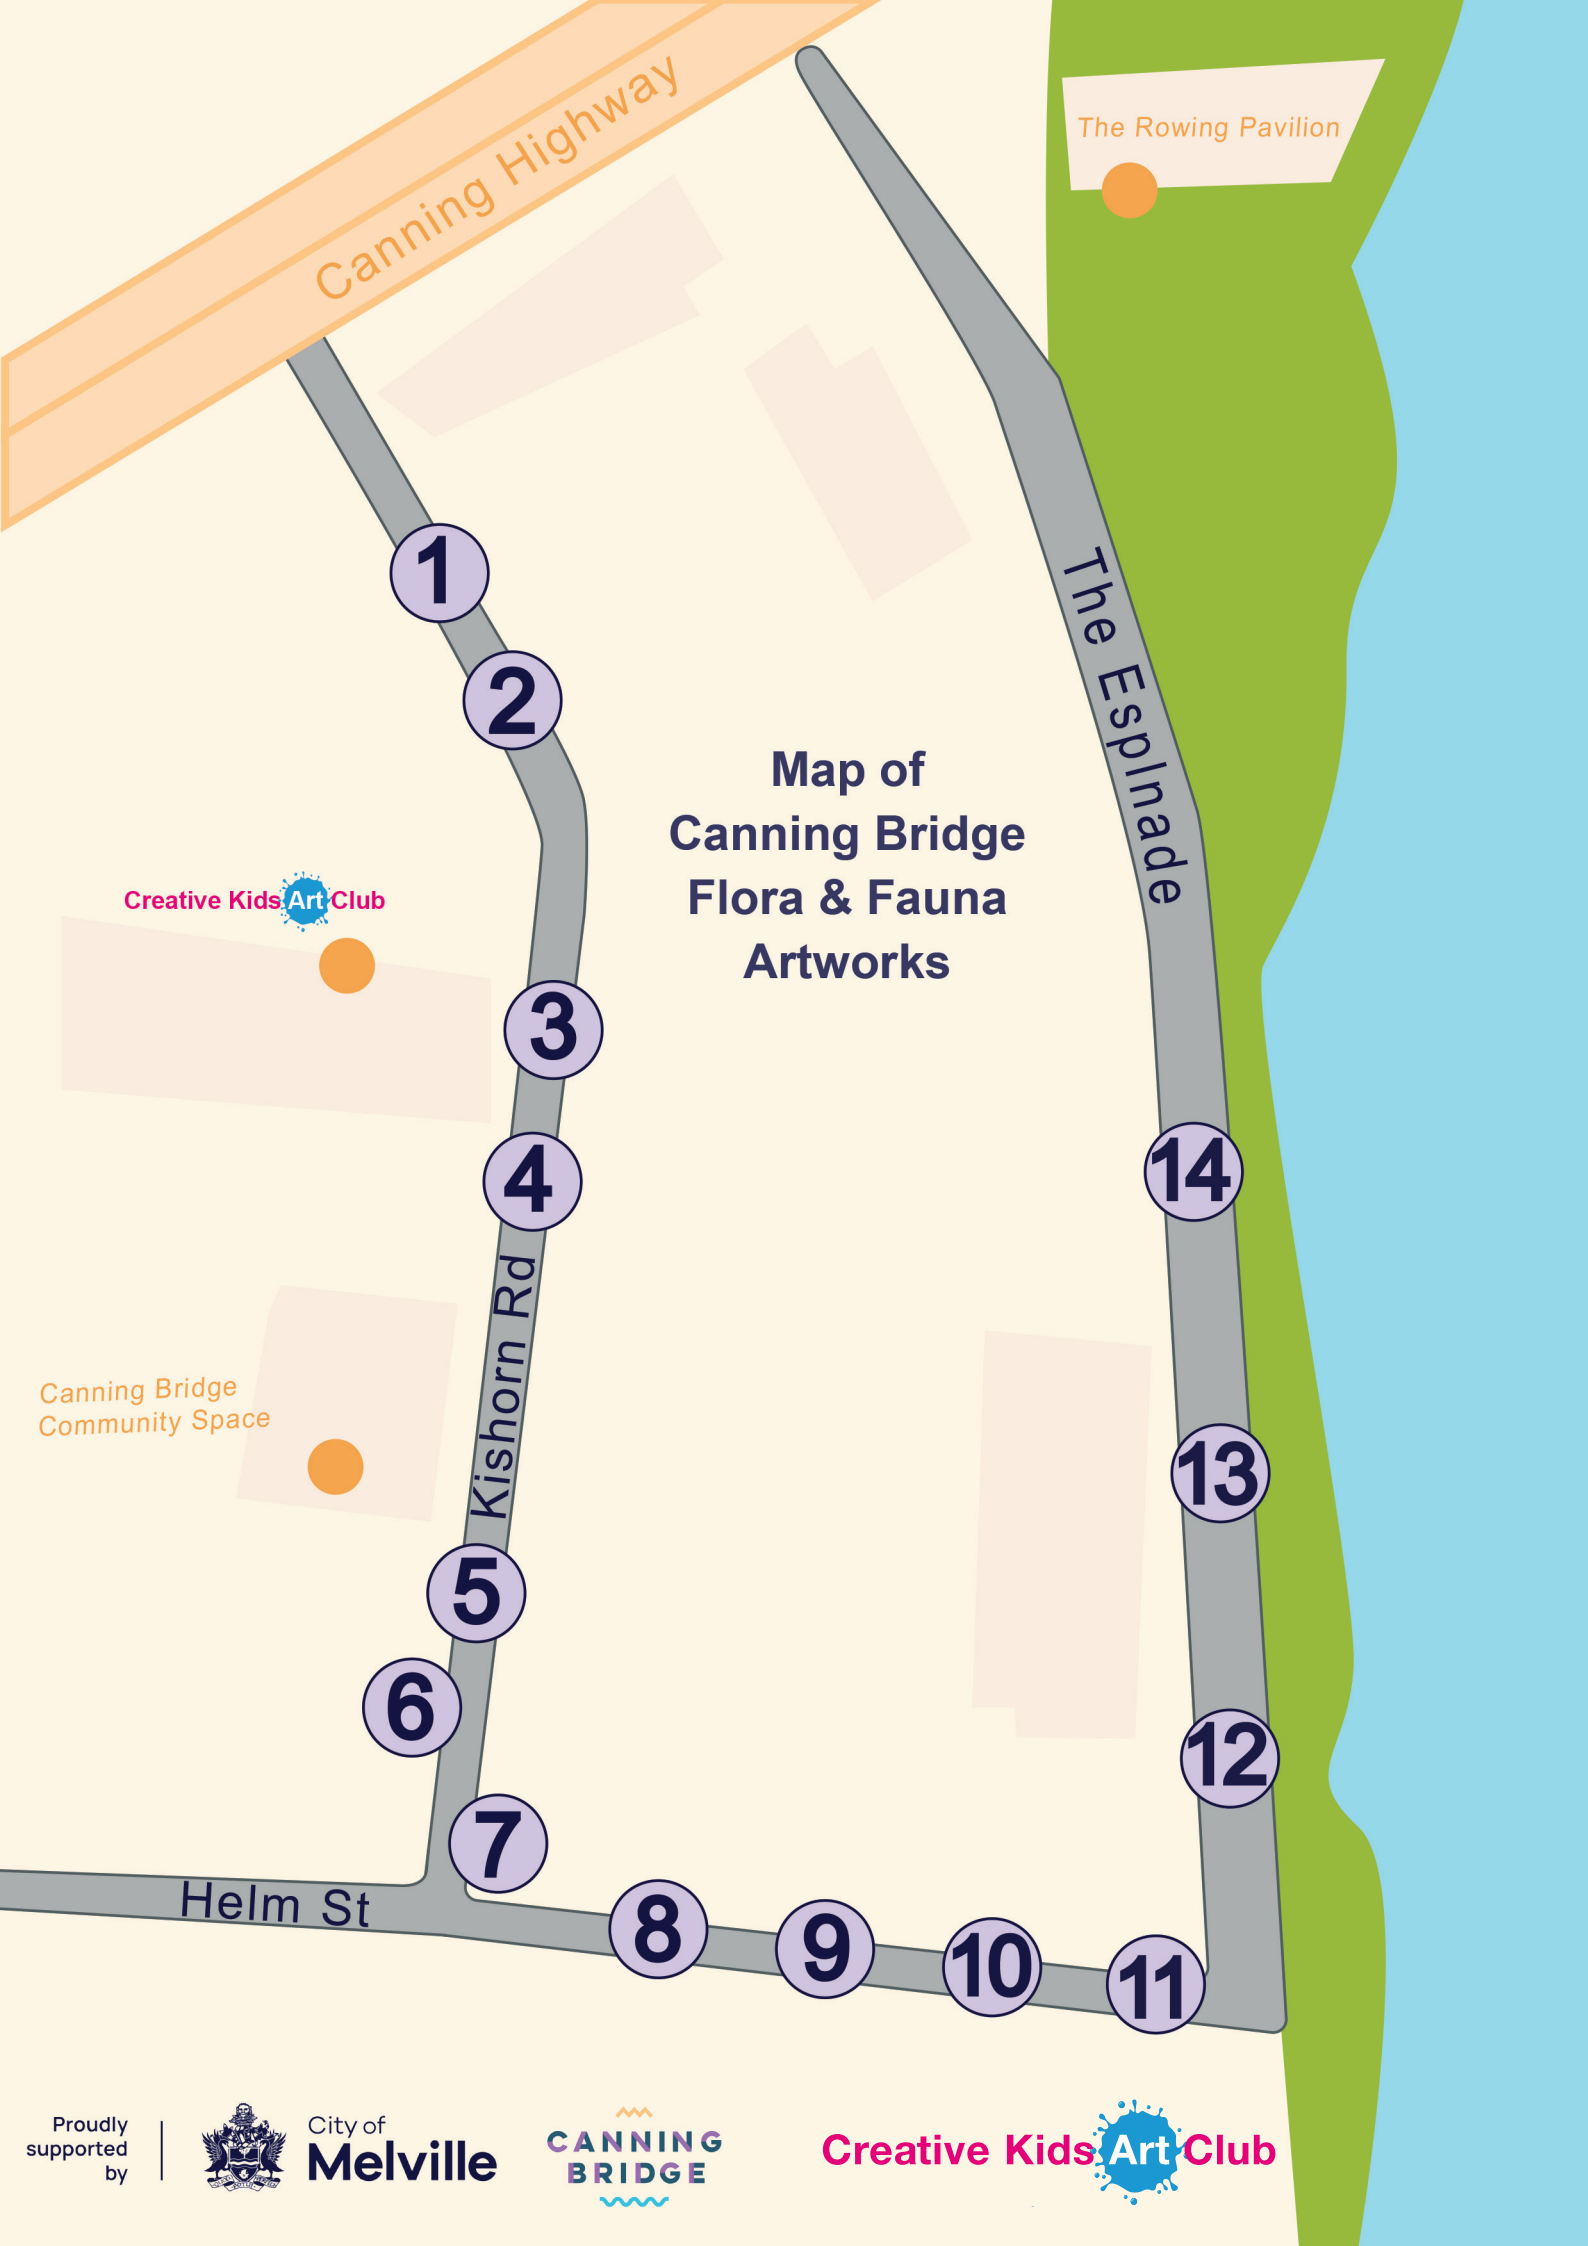 Canning Highway
The Rowing Pavilion
1
2
The Esplnade
Map of
Canning Bridge
Flora & Fauna
Artworks
Creative Kids Art Club
3
4
14
Kishorn Rd
Canning Bridge
Community Space
13
5
6
12
7
Helm St
8
9
10
11
Proudly
supported
by
City of
Melville
CANNING
BRIDGE
Creative Kids Art Club